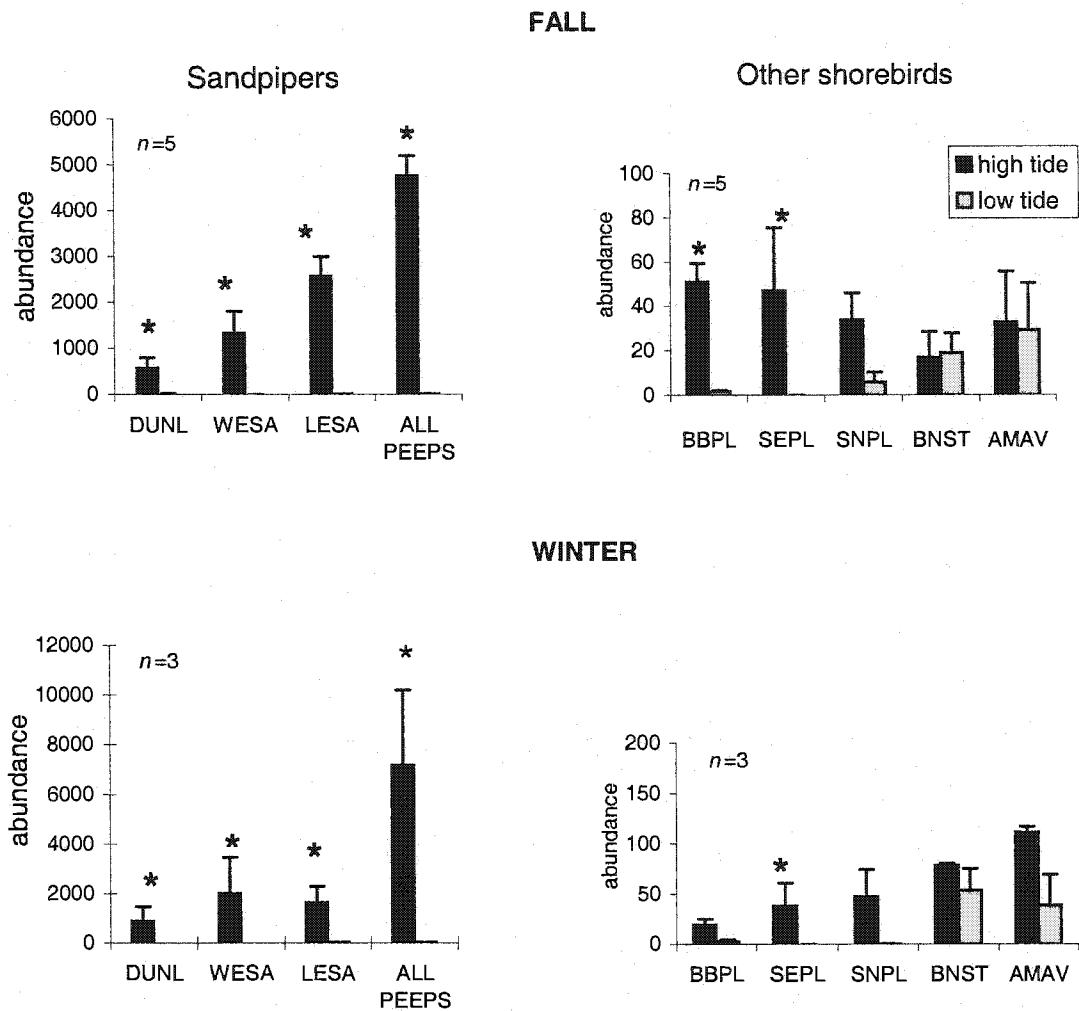 FALL
Sandpipers
Other shorebirds
6000
5000
4000
3000
2000
1000
0
abundance
n=5
*
*
*
*
DUNL WESA LESA ALL
PEEPS
high tide
low tide
100
80
60
40
20
0
abundance
n=5
*
*
BBPL SEPL SNPL BNST AMAV
WINTER
12000
10000
8000
6000
4000
2000
0
abundance
n=3
*
*
*
*
DUNL WESA LESA ALL
PEEPS
200
150
100
50
0
abundance
n=3
*
BBPL SEPL SNPL BNST AMAV